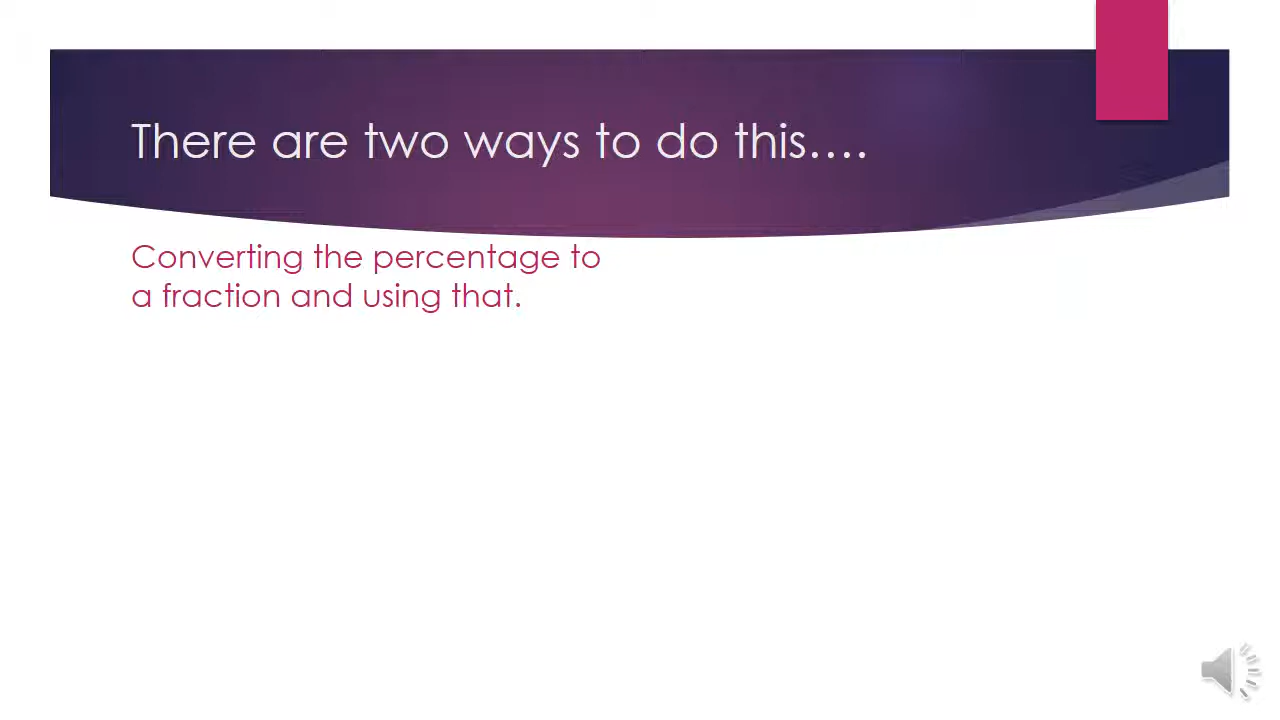 There are two ways to do this….
Converting the percentage to
a fraction and using that.